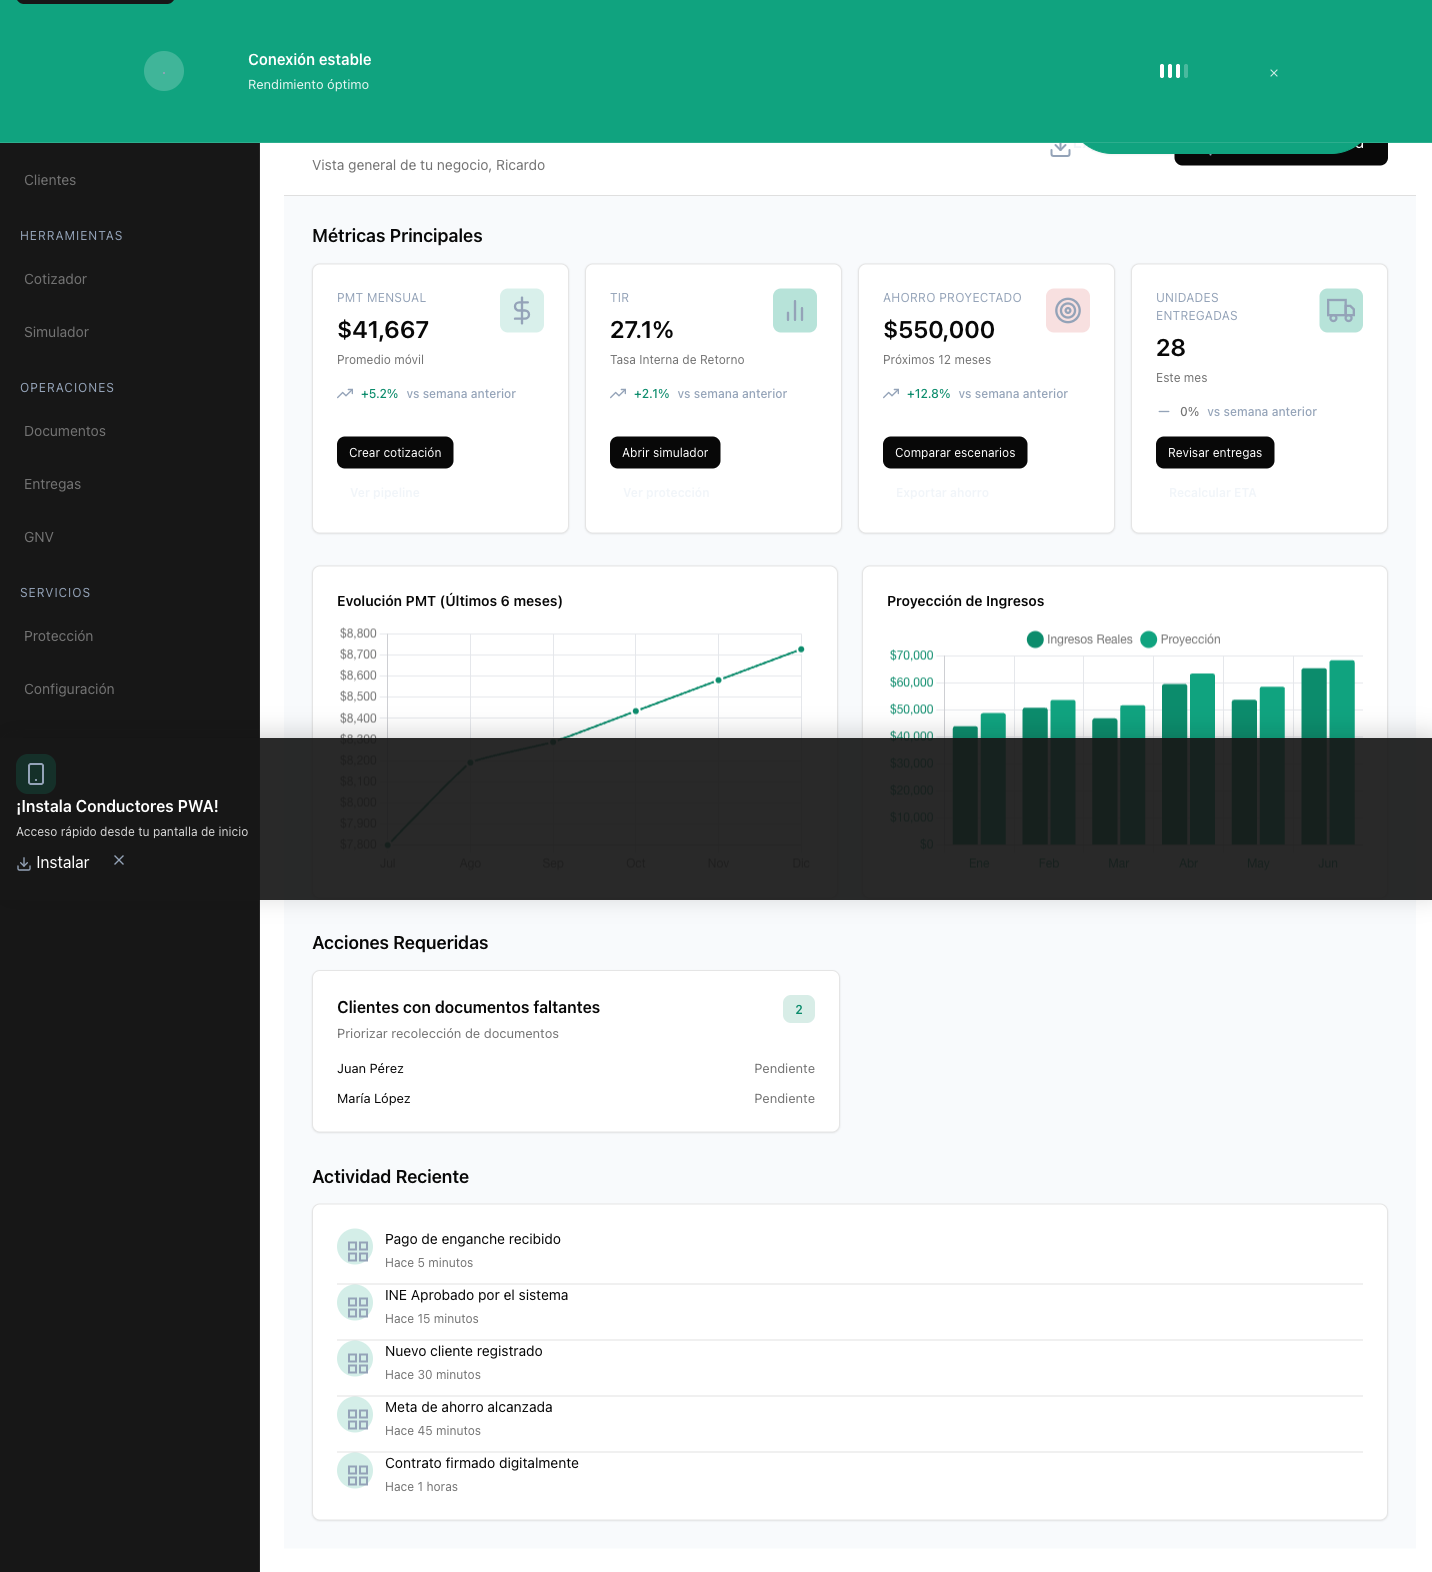 Conexión estable
Rendimiento óptimo
×
Vista general de tu negocio, Ricardo
Clientes
HERRAMIENTAS
Cotizador
Simulador
OPERACIONES
Documentos
Entregas
GNV
SERVICIOS
Protección
Configuración
¡Instala Conductores PWA!
Acceso rápido desde tu pantalla de inicio
Instalar
Métricas Principales
PMT MENSUAL
$41,667
Promedio móvil
+5.2% vs semana anterior
Crear cotización
Ver pipeline
TIR
27.1%
Tasa Interna de Retorno
+2.1% vs semana anterior
Abrir simulador
Ver protección
AHORRO PROYECTADO
$550,000
Próximos 12 meses
+12.8% vs semana anterior
Comparar escenarios
Exportar ahorro
UNIDADES
ENTREGADAS
28
Este mes
0% vs semana anterior
Revisar entregas
Recalcular ETA
Evolución PMT (Últimos 6 meses)
$8,800
$8,700
$8,600
$8,500
$8,400
$8,300
$8,200
$8,100
$8,000
$7,900
$7,800
Jul Ago Sep Oct Nov Dic
Proyección de Ingresos
Ingresos Reales Proyección
$70,000
$60,000
$50,000
$40,000
$30,000
$20,000
$10,000
$0
Ene Feb Mar Abr May Jun
Acciones Requeridas
Clientes con documentos faltantes
2
Priorizar recolección de documentos
Juan Pérez Pendiente
María López Pendiente
Actividad Reciente
Pago de enganche recibido
Hace 5 minutos
INE Aprobado por el sistema
Hace 15 minutos
Nuevo cliente registrado
Hace 30 minutos
Meta de ahorro alcanzada
Hace 45 minutos
Contrato firmado digitalmente
Hace 1 horas